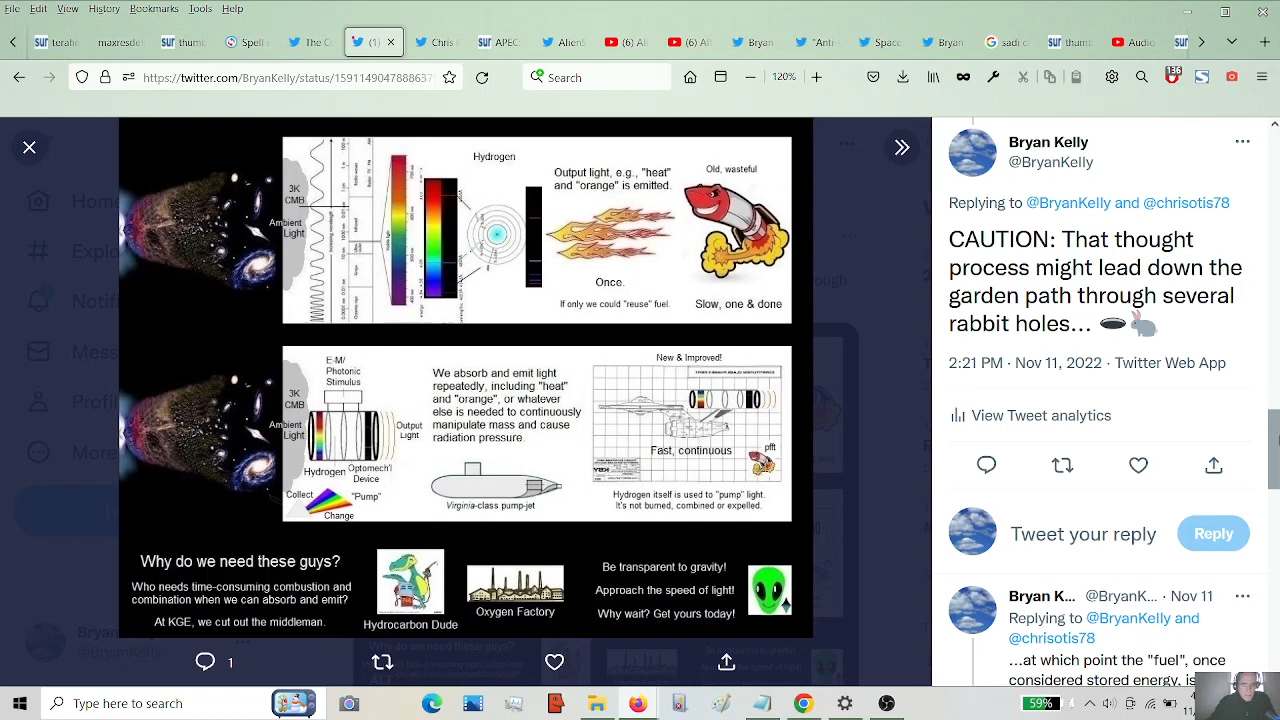 File Edit View History Bookmarks Tools Help
(1)
https://twitter.com/BryanKelly/status/1591149047888637
Search
120%
136
Hydrogen
3K
CMB
Ambient
Light
Output light, e.g., "heat"
and "orange" is emitted.
Once.
If only we could "reuse" fuel.
Old, wasteful
Slow, one & done
E-M/
Photonic
Stimulus
3K
CMB
Ambient
Light
Output
Light
Hydrogen
Optomech'l
Device
Collect
"Pump"
Change
We absorb and emit light
repeatedly, including "heat"
and "orange", or whatever
else is needed to continuously
manipulate mass and cause
radiation pressure.
Virginia-class pump-jet
New & Improved!
Fast, continuous
pfft
Hydrogen itself is used to "pump" light.
It's not burned, combined or expelled.
Why do we need these guys?
Who needs time-consuming combustion and
combination when we can absorb and emit?
At KGE, we cut out the middleman.
Hydrocarbon Dude
Oxygen Factory
Be transparent to gravity!
Approach the speed of light!
Why wait? Get yours today!
1
Bryan Kelly
@BryanKelly
Replying to @BryanKelly and @chrisotis78
CAUTION: That thought
process might lead down the
garden path through several
rabbit holes...
2:21 PM · Nov 11, 2022 · Twitter Web App
View Tweet analytics
Tweet your reply
Reply
Bryan K... @BryanK... · Nov 11
Replying to @BryanKelly and
@chrisotis78
...at which point the "fuel", once
considered stored energy, is
Type here to search
59%